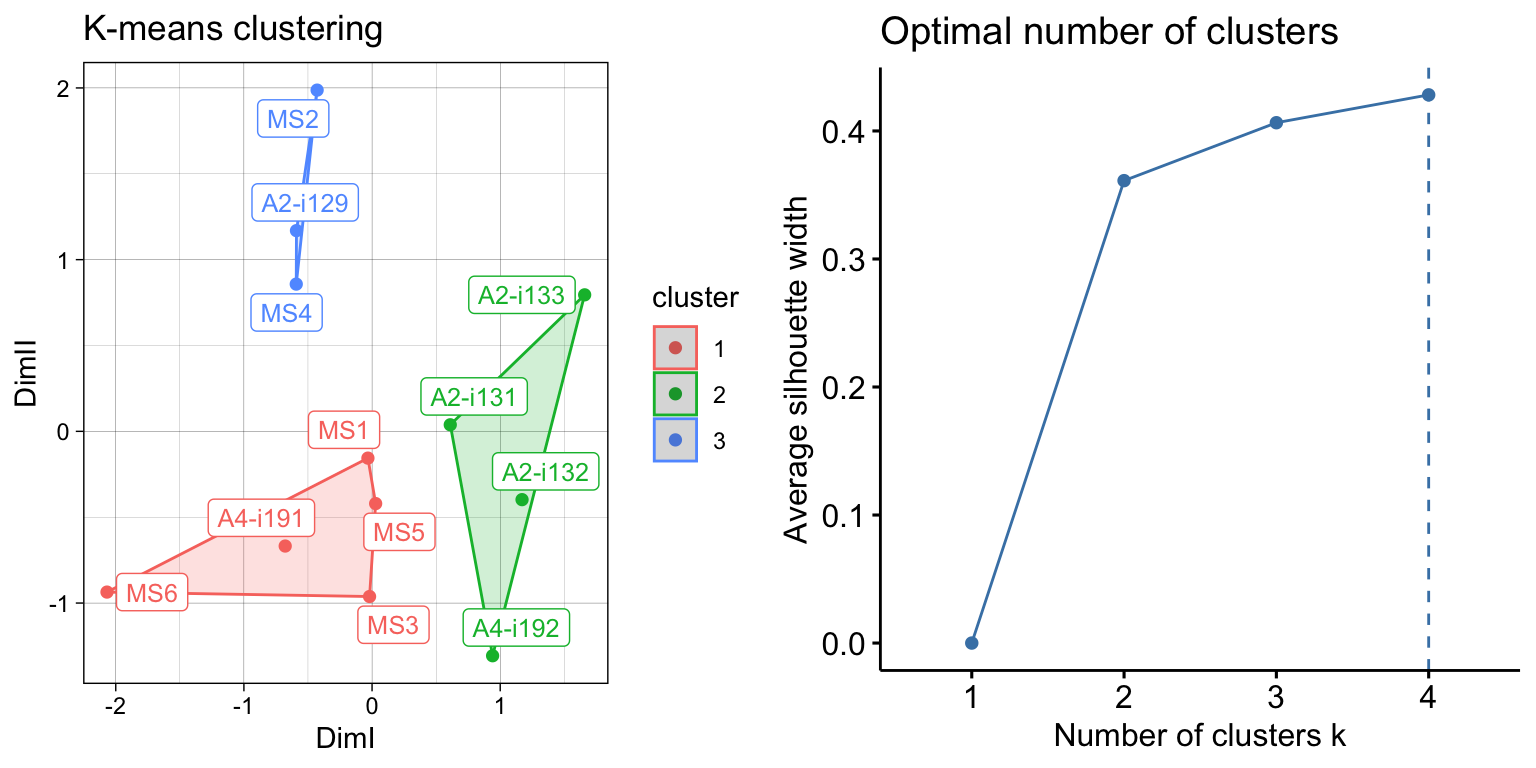 K-means clustering
2
1
0
-1
DimII
MS2
A2-i129
MS4
A2-i133
A2-i131
MS1
A2-i132
A4-i191
MS5
MS6
MS3
A4-i192
-2
-1
0
1
DimI
cluster
1
2
3
Optimal number of clusters
0.4
0.3
0.2
0.1
0.0
Average silhouette width
1
2
3
4
Number of clusters k